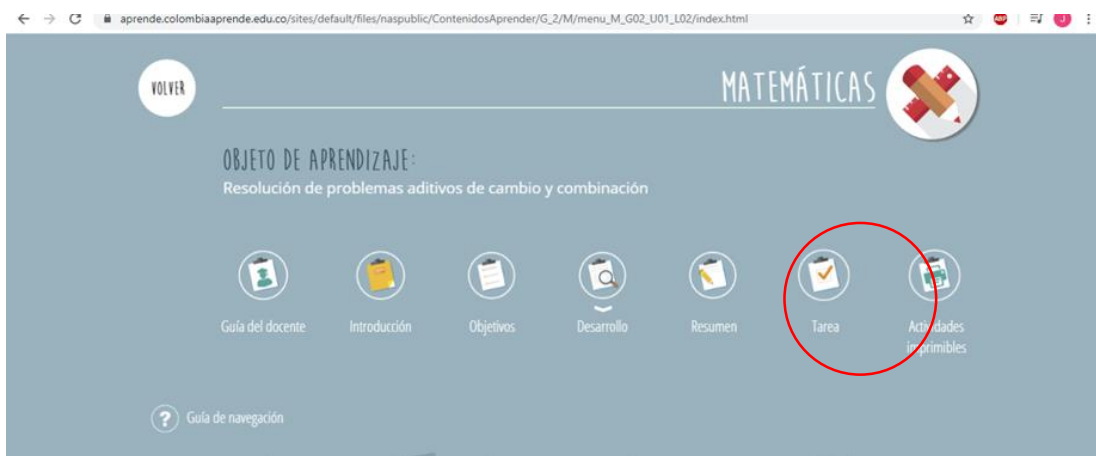 aprende.colombiaaprende.edu.co/sites/default/files/naspublic/ContenidosAprender/G_2/M/menu_M_G02_U01_L02/index.html
ABP
J
VOLVER
MATEMÁTICAS
OBJETO DE APRENDIZAJE:
Resolución de problemas aditivos de cambio y combinación
Guía del docente
Introducción
Objetivos
Desarrollo
Resumen
Tarea
Actividades
imprimibles
? Guía de navegación